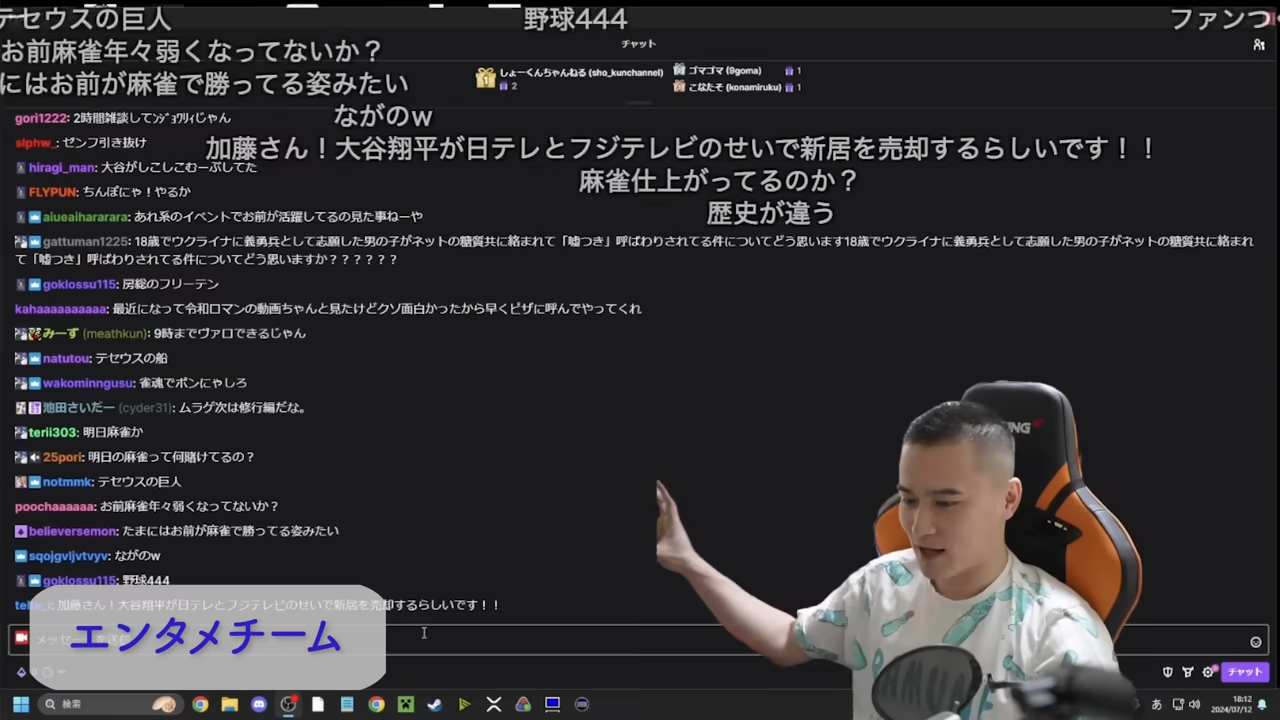 テセウスの巨人
野球444
ファンつ
お前麻雀年々弱くなってないか？
にはお前が麻雀で勝ってる姿みたい
ながのw
加藤さん！大谷翔平が日テレとフジテレビのせいで新居を売却するらしいです！！
麻雀仕上がってるのか？
歴史が違う
チャット
しょーくんちゃんねる (sho_kunchannel)
2
ゴマゴマ (9goma) 1
こなたそ (konamiruku) 1
gori1222: 2時間雑談してﾝｼﾞｮﾜﾘｨじゃん
siphw_: ゼンフ引き抜け
hiragi_man: 大谷がしこしこむーぶしてた
FLYPUN: ちんぽにゃ！やるか
aiueaihararara: あれ系のイベントでお前が活躍してるの見た事ねーや
gattuman1225: 18歳でウクライナに義勇兵として志願した男の子がネットの糖質共に絡まれて「嘘つき」呼ばわりされてる件についてどう思います18歳でウクライナに義勇兵として志願した男の子がネットの糖質共に絡まれ
て「嘘つき」呼ばわりされてる件についてどう思いますか？？？？？？
goklossu115: 房総のフリーテン
kahaaaaaaaaaa: 最近になって令和ロマンの動画ちゃんと見たけどクソ面白かったから早くピザに呼んでやってくれ
みーす (meathkun): 9時までヴァロできるじゃん
natutou: テセウスの船
wakominngusu: 雀魂でポンにゃしろ
池田さいだー (cyder31): ムラゲ次は修行編だな。
terii303: 明日麻雀か
25pori: 明日の麻雀って何賭けてるの？
notmmk: テセウスの巨人
poochaaaaaa: お前麻雀年々弱くなってないか？
believersemon: たまにはお前が麻雀で勝ってる姿みたい
sqojgvljvtvyv: ながのw
goklossu115: 野球444
加藤さん！大谷翔平が日テレとフジテレビのせいで新居を売却するらしいです！！
エンタメチーム
チャット
検索
あ
18:12
2024/07/12